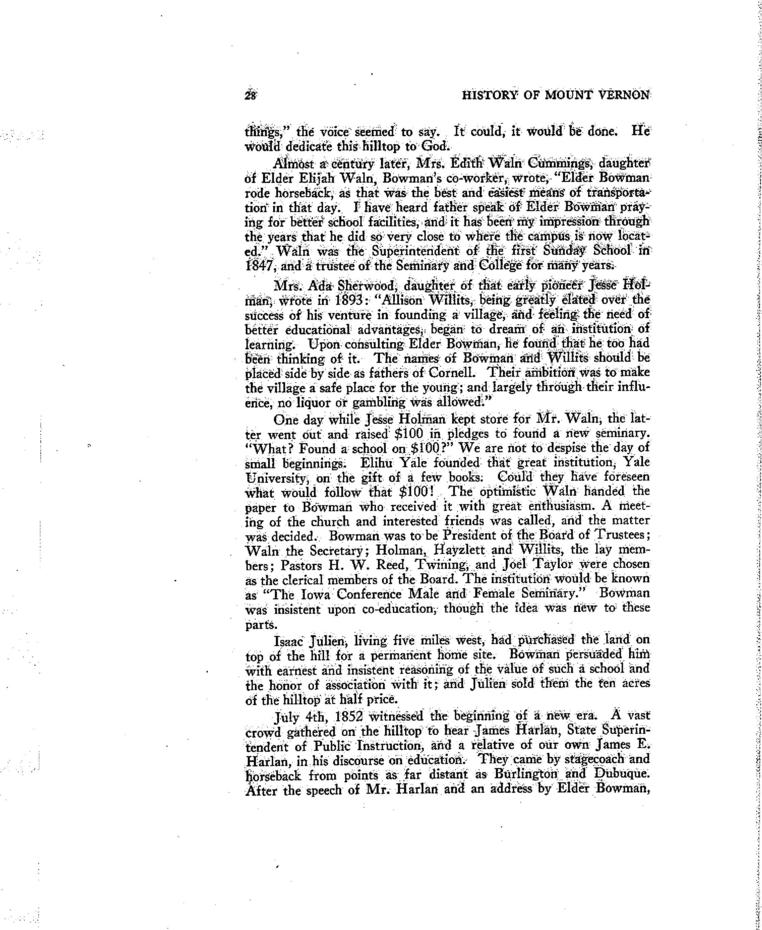 28 HISTORY OF MOUNT VERNON
things," the voice seemed to say. It could, it would be done. He
would dedicate this hilltop to God.
Almost a century later, Mrs. Edith Waln Cummings, daughter
of Elder Elijah Waln, Bowman's co-worker, wrote, "Elder Bowman
rode horseback, as that was the best and easiest means of transporta-
tion in that day. I have heard father speak of Elder Bowman pray-
ing for better school facilities, and it has been my impression through
the years that he did so very close to where the campus is now locat-
ed." Waln was the Superintendent of the first Sunday School in
1847, and a trustee of the Seminary and College for many years.
Mrs. Ada Sherwood, daughter of that early pioneer Jesse Hol-
man, wrote in 1893: "Allison Willits, being greatly elated over the
success of his venture in founding a village, and feeling the need of
better educational advantages, began to dream of an institution of
learning. Upon consulting Elder Bowman, he found that he too had
been thinking of it. The names of Bowman and Willits should be
placed side by side as fathers of Cornell. Their ambition was to make
the village a safe place for the young; and largely through their influ-
ence, no liquor or gambling was allowed."
One day while Jesse Holman kept store for Mr. Waln, the lat-
ter went out and raised $100 in pledges to found a new seminary.
"What? Found a school on $100?" We are not to despise the day of
small beginnings. Elihu Yale founded that great institution, Yale
University, on the gift of a few books. Could they have foreseen
what would follow that $100! The optimistic Waln handed the
paper to Bowman who received it with great enthusiasm. A meet-
ing of the church and interested friends was called, and the matter
was decided. Bowman was to be President of the Board of Trustees;
Waln the Secretary; Holman, Hayzlett and Willits, the lay mem-
bers; Pastors H. W. Reed, Twining, and Joel Taylor were chosen
as the clerical members of the Board. The institution would be known
as "The Iowa Conference Male and Female Seminary." Bowman
was insistent upon co-education, though the idea was new to these
parts.
Isaac Julien, living five miles west, had purchased the land on
top of the hill for a permanent home site. Bowman persuaded him
with earnest and insistent reasoning of the value of such a school and
the honor of association with it; and Julien sold them the ten acres
of the hilltop at half price.
July 4th, 1852 witnessed the beginning of a new era. A vast
crowd gathered on the hilltop to hear James Harlan, State Superin-
tendent of Public Instruction, and a relative of our own James E.
Harlan, in his discourse on education. They came by stagecoach and
horseback from points as far distant as Burlington and Dubuque.
After the speech of Mr. Harlan and an address by Elder Bowman,